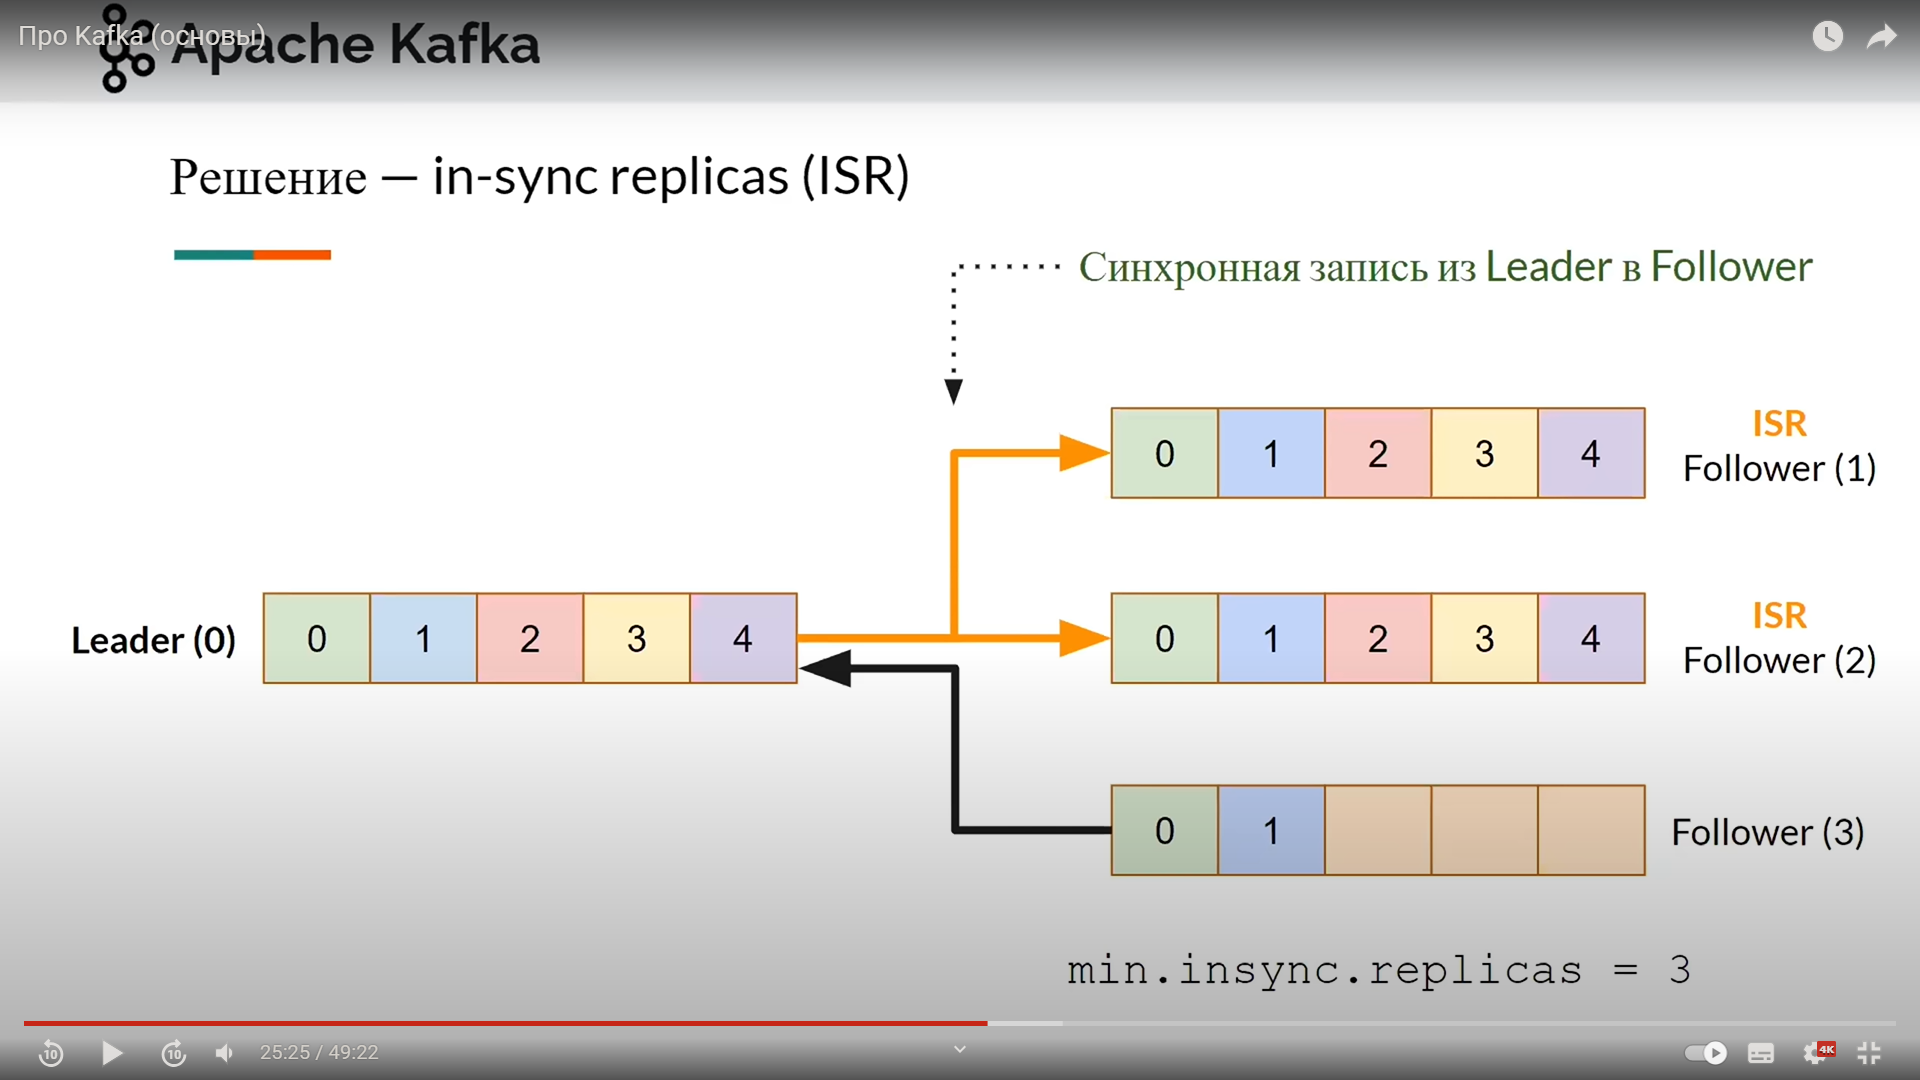 Про Kafka (основы)
Apache Kafka
Решение — in-sync replicas (ISR)
Синхронная запись из Leader в Follower
0 1 2 3 4
ISR
Follower (1)
Leader (0)
0 1 2 3 4
0 1 2 3 4
ISR
Follower (2)
0 1
Follower (3)
min.insync.replicas = 3
10
10
25:25 / 49:22
4K